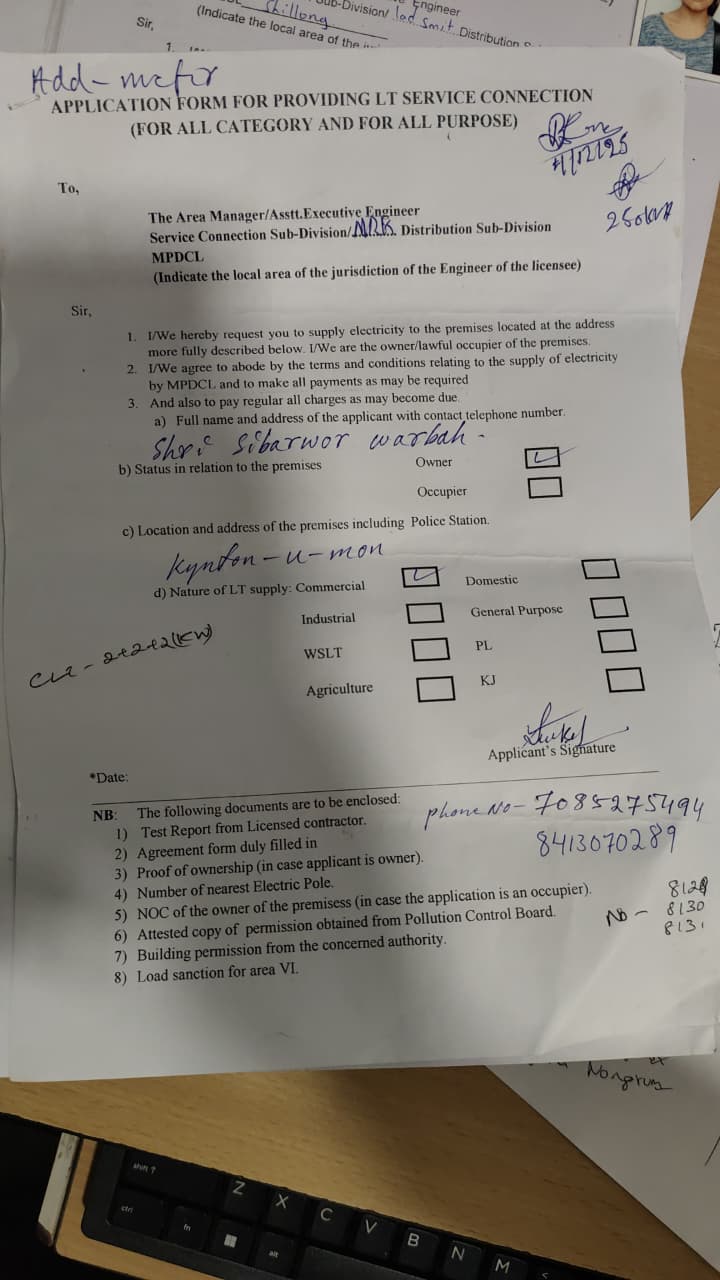 Engineer
Shillong Sub-Division/ Distribution
Sir,
(Indicate the local area of the
1.
Add-
APPLICATION FORM FOR PROVIDING LT SERVICE CONNECTION
(FOR ALL CATEGORY AND FOR ALL PURPOSE)
To,
250KVA
The Area Manager/Asstt.Executive Engineer
Service Connection Sub-Division/ Distribution Sub-Division
MPDCL
(Indicate the local area of the jurisdiction of the Engineer of the licensee)
Sir,
1. I/We hereby request you to supply electricity to the premises located at the address
more fully described below. I/We are the owner/lawful occupier of the premises.
2. I/We agree to abode by the terms and conditions relating to the supply of electricity
by MPDCL and to make all payments as may be required
3. And also to pay regular all charges as may become due.
a) Full name and address of the applicant with contact telephone number.
Shri Sibarwor warbah -
b) Status in relation to the premises Owner
Occupier
c) Location and address of the premises including Police Station.
Kynton-u-mon
d) Nature of LT supply: Commercial Domestic
Industrial General Purpose
2+2+2(KW)
WSLT PL
Agriculture KJ
Applicant's Signature
*Date:
NB: The following documents are to be enclosed:
1) Test Report from Licensed contractor.
phone No- 7085275494
2) Agreement form duly filled in
8413070289
3) Proof of ownership (in case applicant is owner).
4) Number of nearest Electric Pole.
5) NOC of the owner of the premisess (in case the application is an occupier).
6) Attested copy of permission obtained from Pollution Control Board.
7) Building permission from the concerned authority.
8) Load sanction for area VI.
8130
8131
Nongrum
shift ?
Z X C V B N M
ctrl fn alt